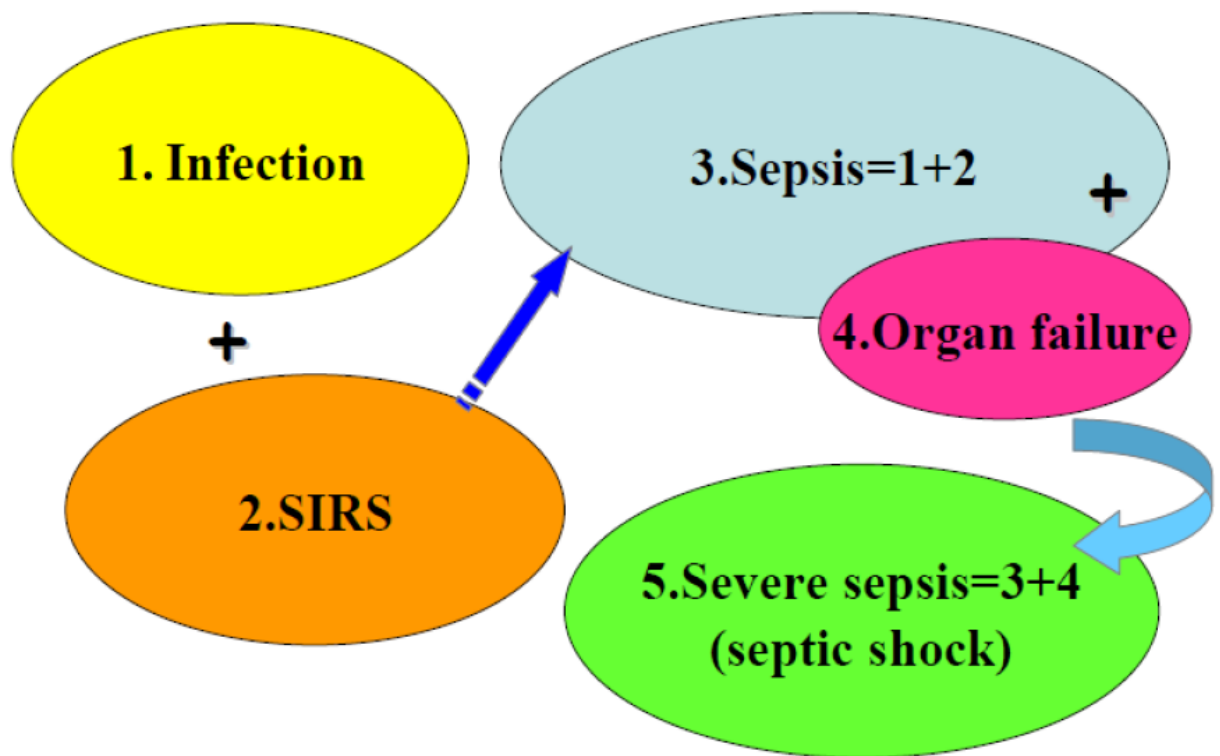 1. Infection
+
2.SIRS
3.Sepsis=1+2
+
4.Organ failure
5.Severe sepsis=3+4
(septic shock)